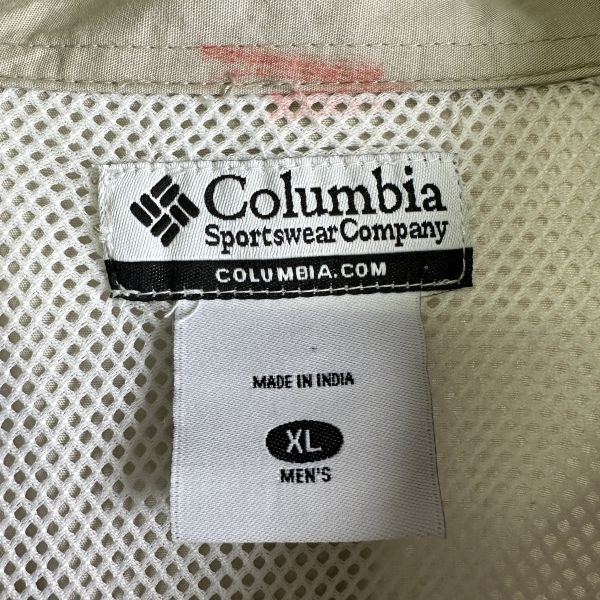 Columbia
Sportswear Company
COLUMBIA.COM
MADE IN INDIA
XL
MEN'S